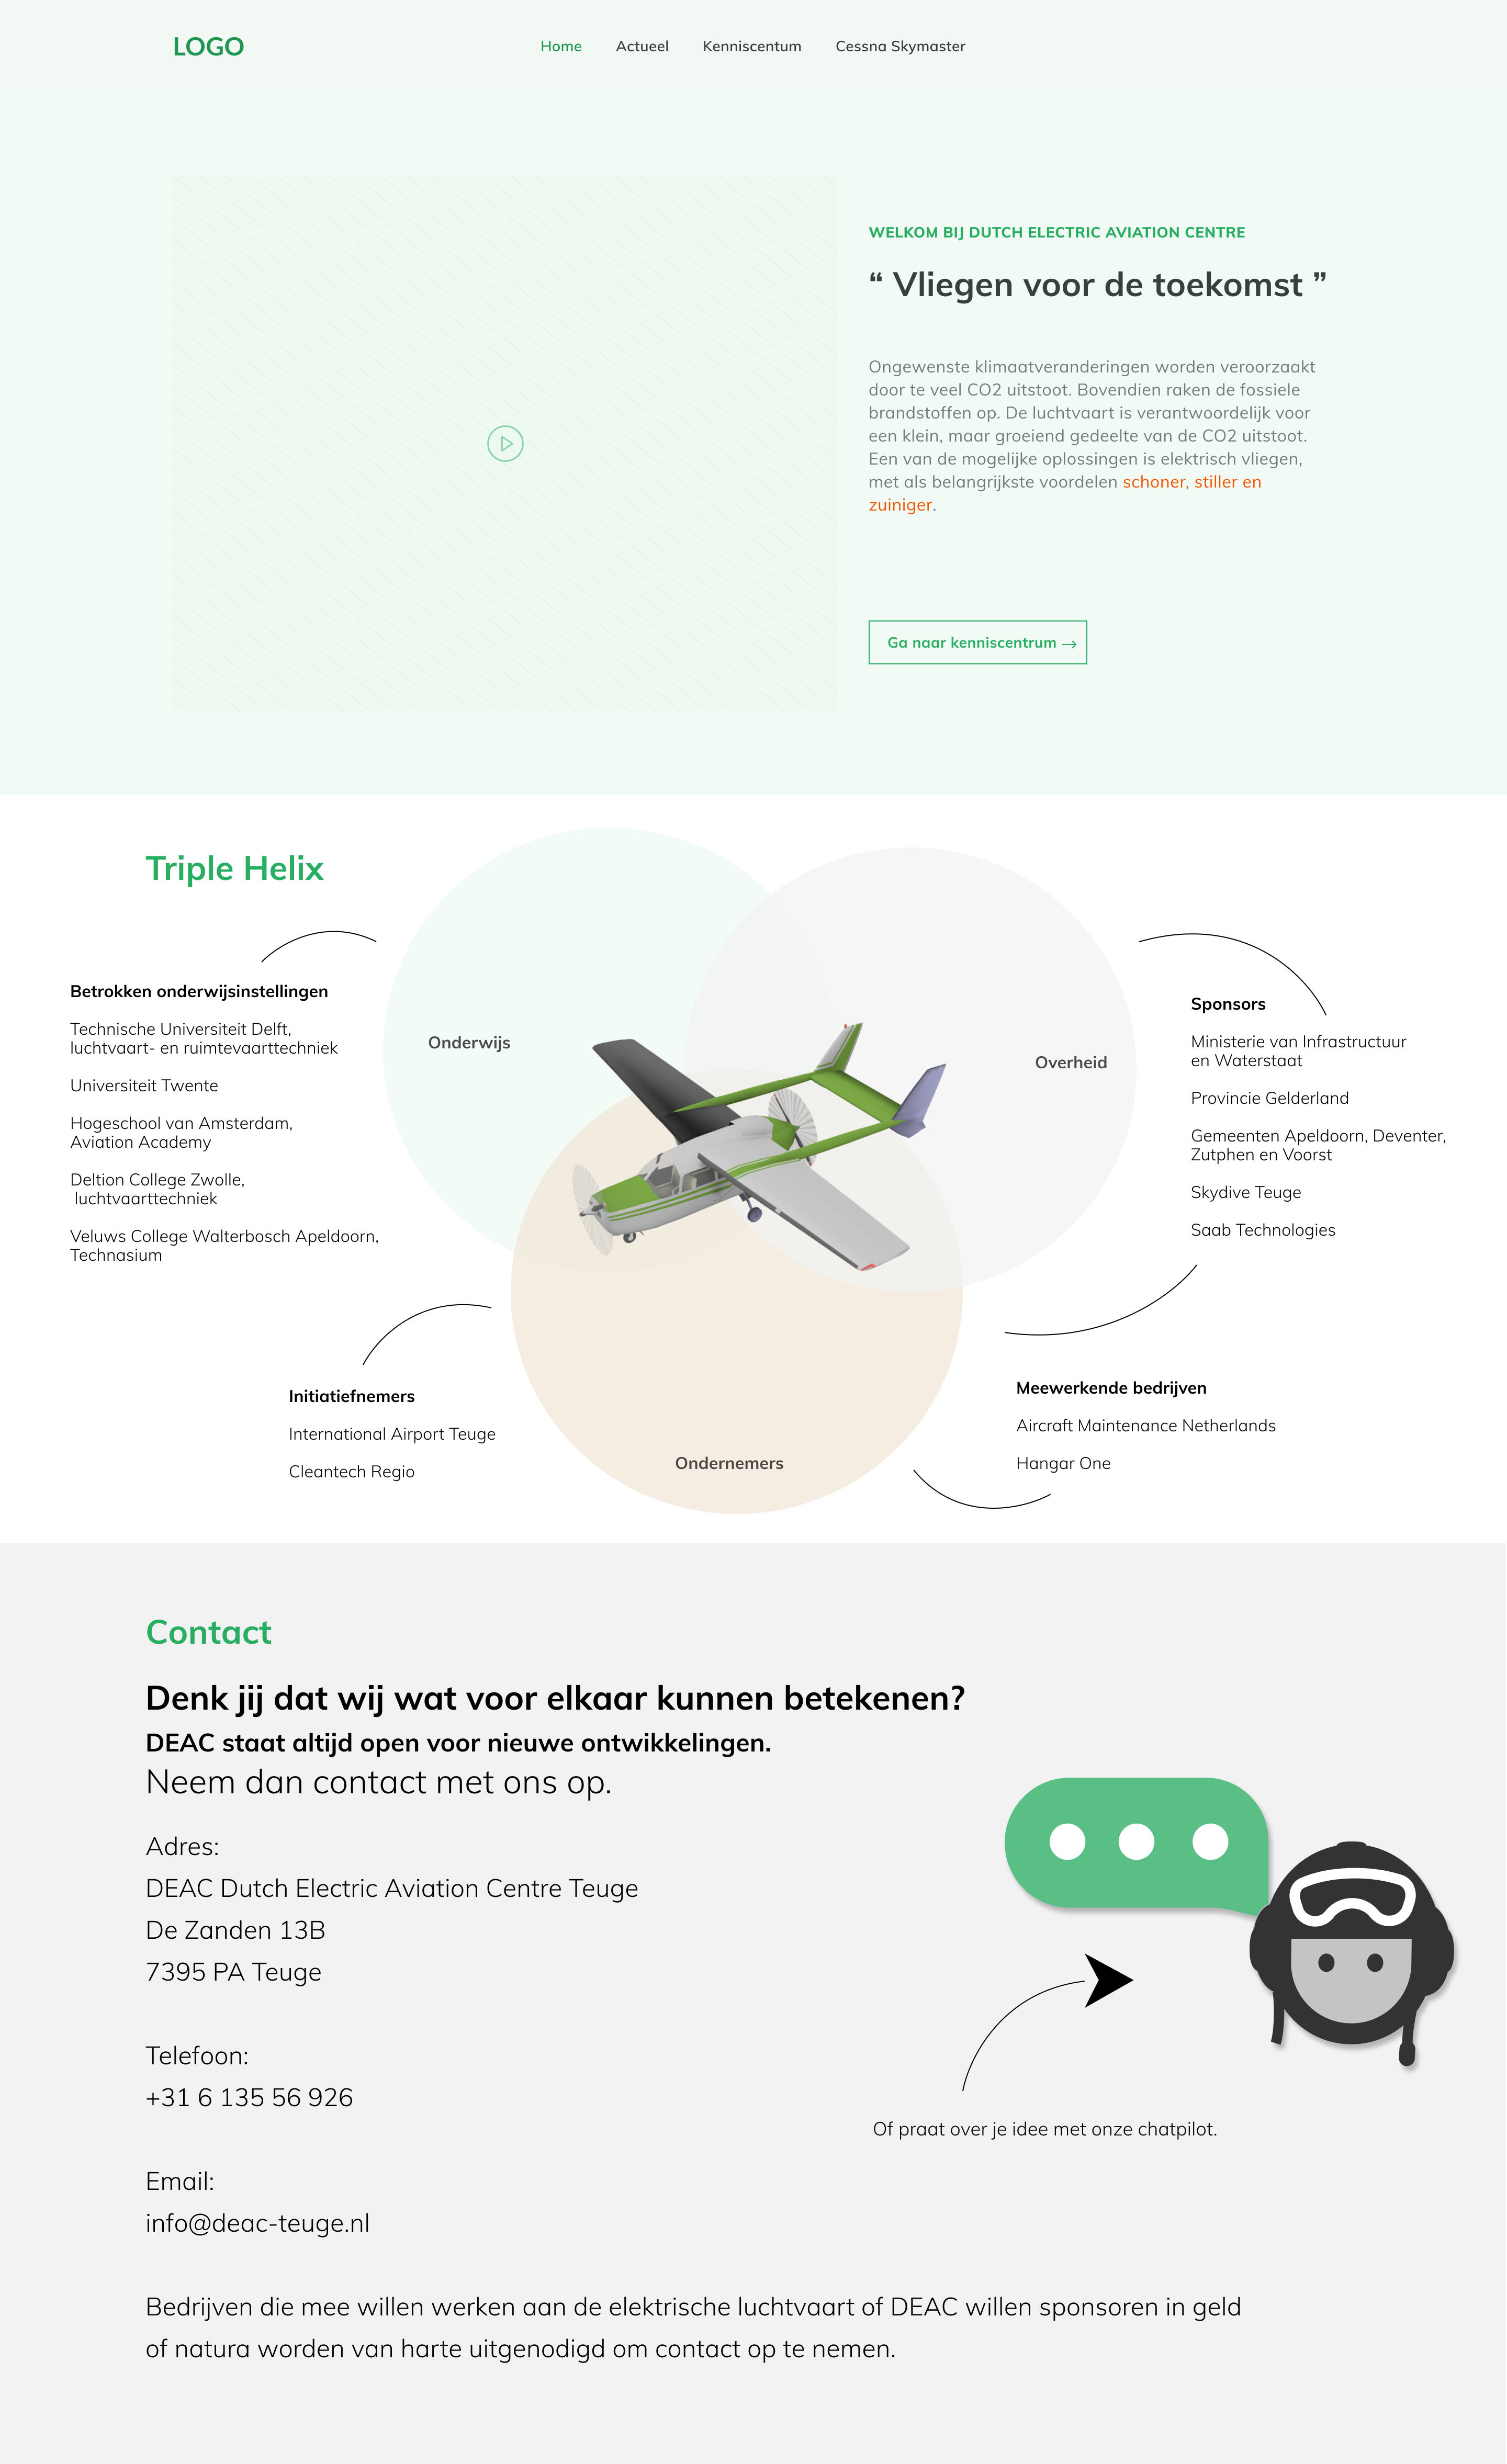 LOGO
Home
Actueel
Kenniscentum
Cessna Skymaster
WELKOM BIJ DUTCH ELECTRIC AVIATION CENTRE
“ Vliegen voor de toekomst ”
Ongewenste klimaatveranderingen worden veroorzaakt
door te veel CO2 uitstoot. Bovendien raken de fossiele
brandstoffen op. De luchtvaart is verantwoordelijk voor
een klein, maar groeiend gedeelte van de CO2 uitstoot.
Een van de mogelijke oplossingen is elektrisch vliegen,
met als belangrijkste voordelen schoner, stiller en
zuiniger.
Ga naar kenniscentrum →
Triple Helix
Betrokken onderwijsinstellingen
Technische Universiteit Delft,
luchtvaart- en ruimtevaarttechniek
Universiteit Twente
Hogeschool van Amsterdam,
Aviation Academy
Deltion College Zwolle,
luchtvaarttechniek
Veluws College Walterbosch Apeldoorn,
Technasium
Onderwijs
Overheid
Sponsors
Ministerie van Infrastructuur
en Waterstaat
Provincie Gelderland
Gemeenten Apeldoorn, Deventer,
Zutphen en Voorst
Skydive Teuge
Saab Technologies
Initiatiefnemers
International Airport Teuge
Cleantech Regio
Ondernemers
Meewerkende bedrijven
Aircraft Maintenance Netherlands
Hangar One
Contact
Denk jij dat wij wat voor elkaar kunnen betekenen?
DEAC staat altijd open voor nieuwe ontwikkelingen.
Neem dan contact met ons op.
Adres:
DEAC Dutch Electric Aviation Centre Teuge
De Zanden 13B
7395 PA Teuge
Telefoon:
+31 6 135 56 926
Email:
info@deac-teuge.nl
Of praat over je idee met onze chatpilot.
Bedrijven die mee willen werken aan de elektrische luchtvaart of DEAC willen sponsoren in geld
of natura worden van harte uitgenodigd om contact op te nemen.